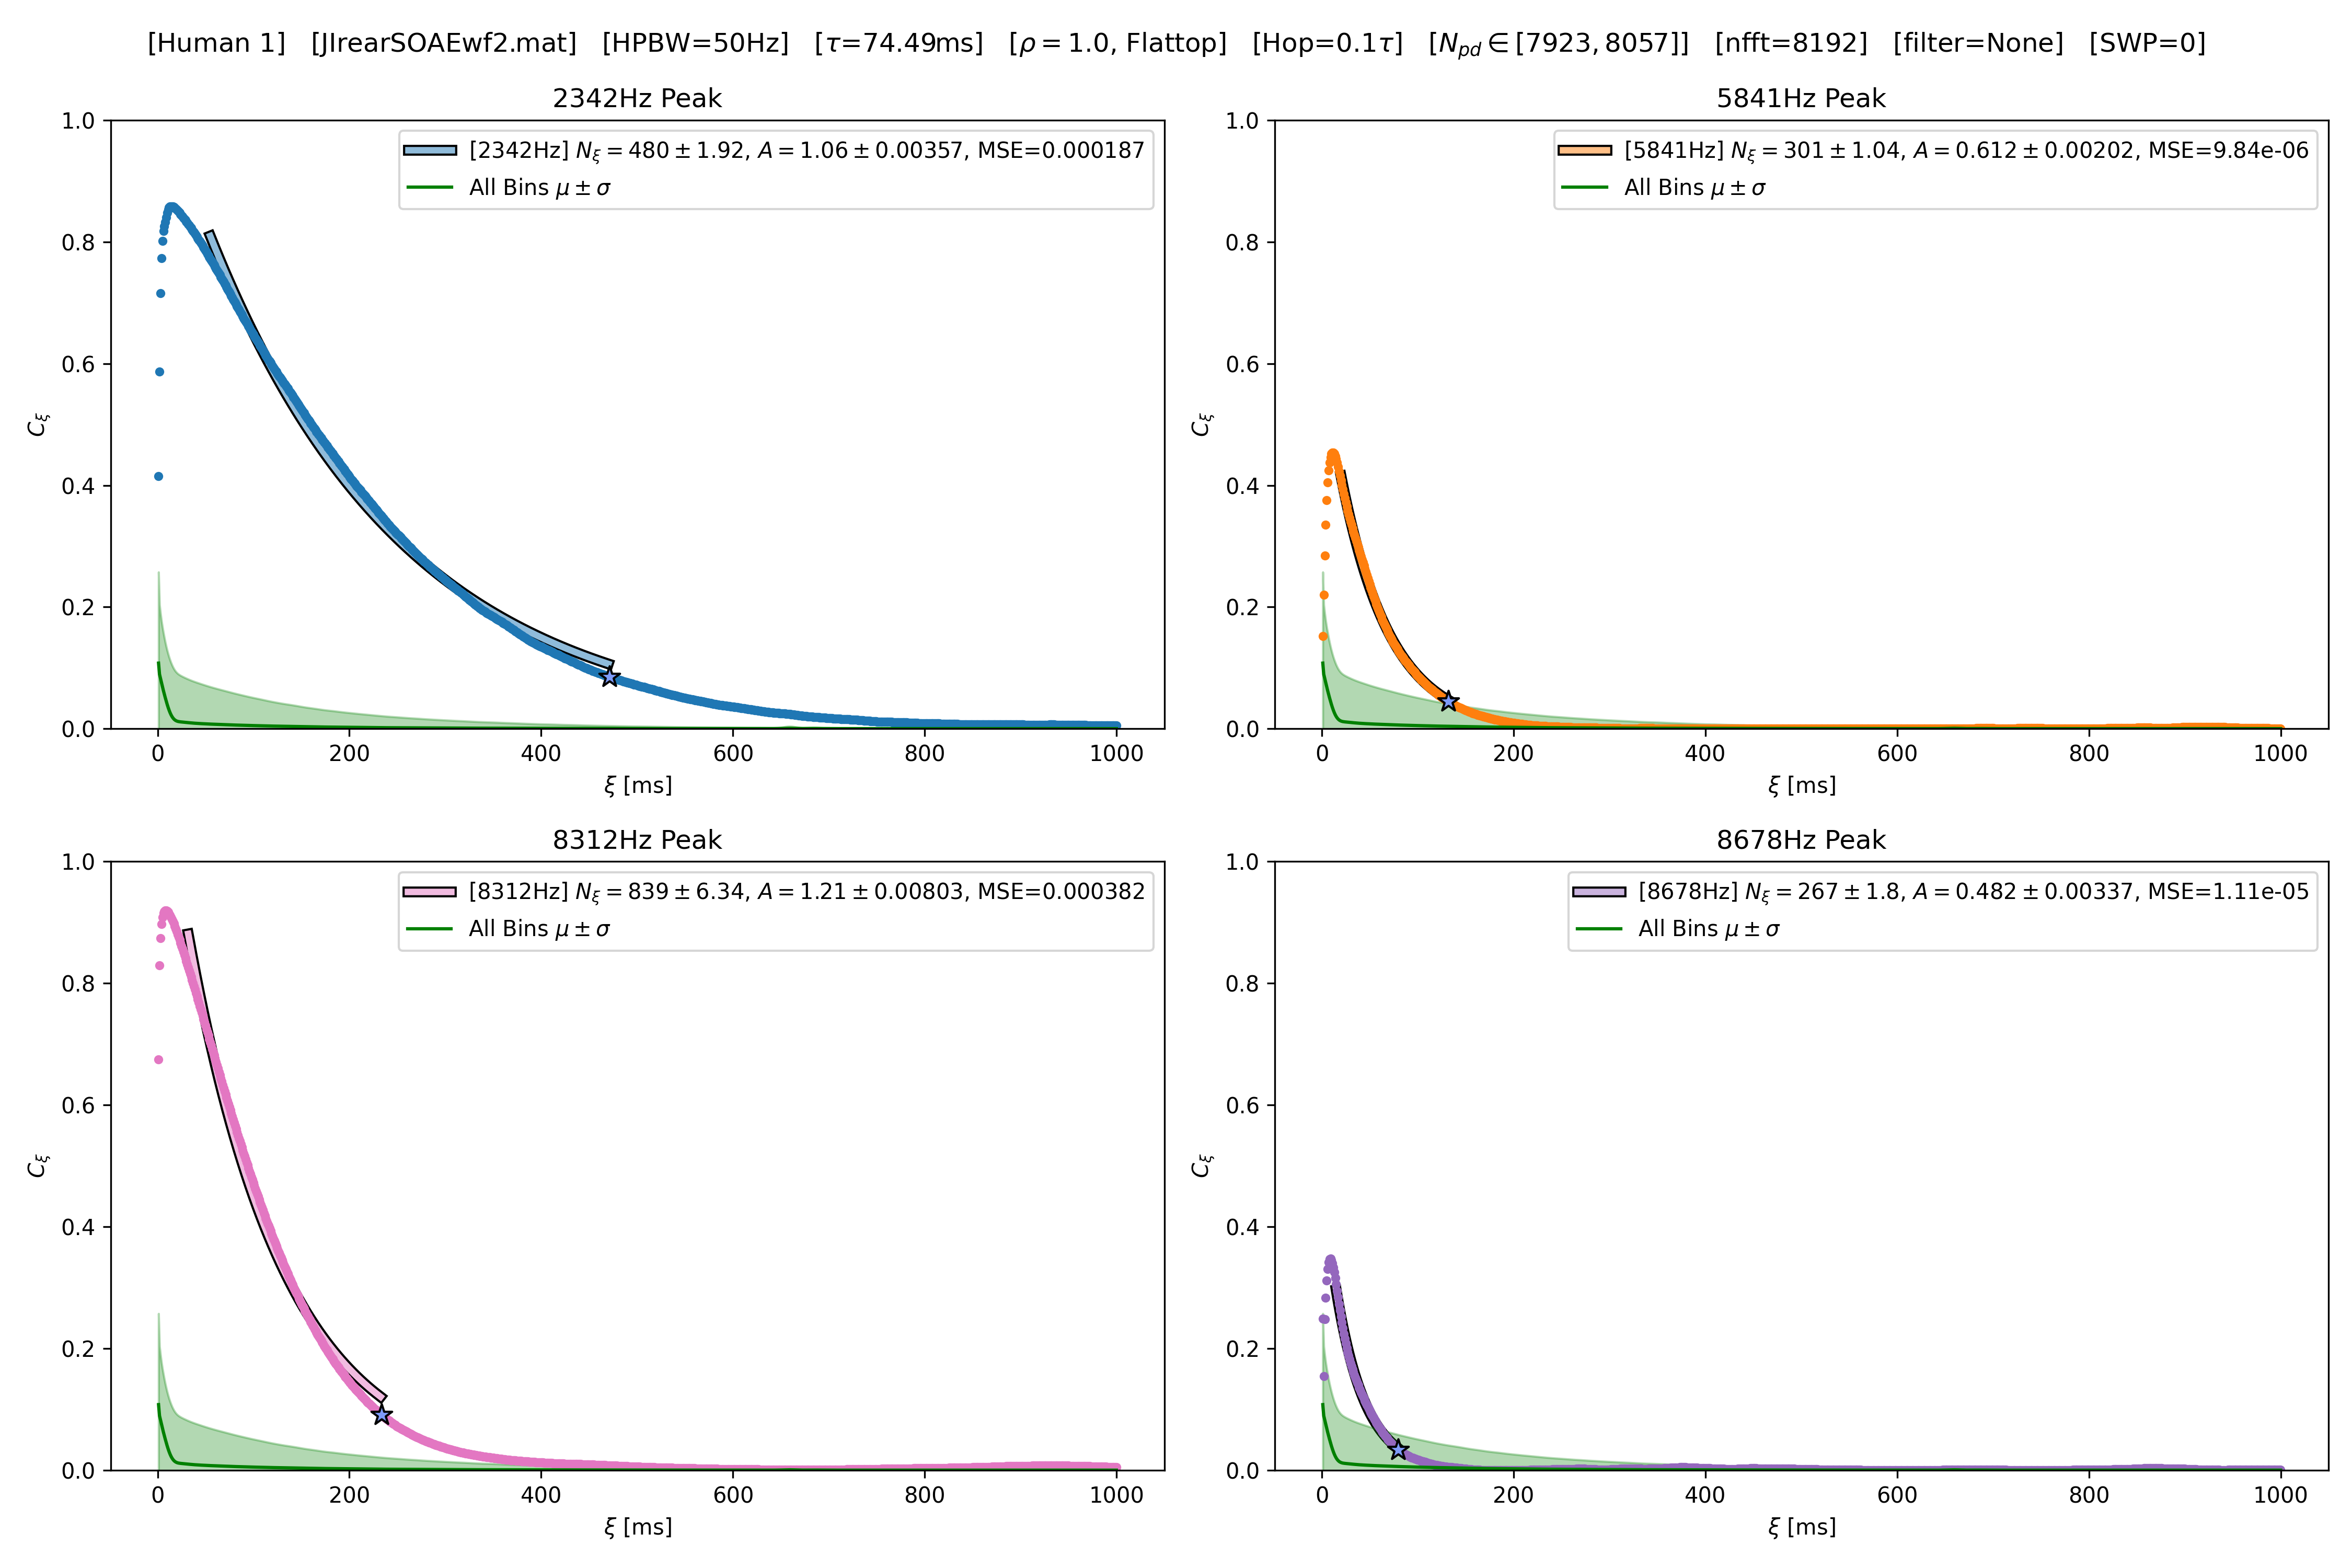 [Human 1] [JIrearSOAEwf2.mat] [HPBW=50Hz] [τ=74.49ms] [ρ = 1.0, Flattop] [Hop=0.1τ] [N_pd ∈ [7923, 8057]] [nfft=8192] [filter=None] [SWP=0]
2342Hz Peak
[2342Hz] N_ξ = 480 ± 1.92, A = 1.06 ± 0.00357, MSE=0.000187
All Bins μ ± σ
1.0
0.8
0.6
0.4
0.2
0.0
C_ξ
0 200 400 600 800 1000
ξ [ms]
5841Hz Peak
[5841Hz] N_ξ = 301 ± 1.04, A = 0.612 ± 0.00202, MSE=9.84e-06
All Bins μ ± σ
1.0
0.8
0.6
0.4
0.2
0.0
C_ξ
0 200 400 600 800 1000
ξ [ms]
8312Hz Peak
[8312Hz] N_ξ = 839 ± 6.34, A = 1.21 ± 0.00803, MSE=0.000382
All Bins μ ± σ
1.0
0.8
0.6
0.4
0.2
0.0
C_ξ
0 200 400 600 800 1000
ξ [ms]
8678Hz Peak
[8678Hz] N_ξ = 267 ± 1.8, A = 0.482 ± 0.00337, MSE=1.11e-05
All Bins μ ± σ
1.0
0.8
0.6
0.4
0.2
0.0
C_ξ
0 200 400 600 800 1000
ξ [ms]